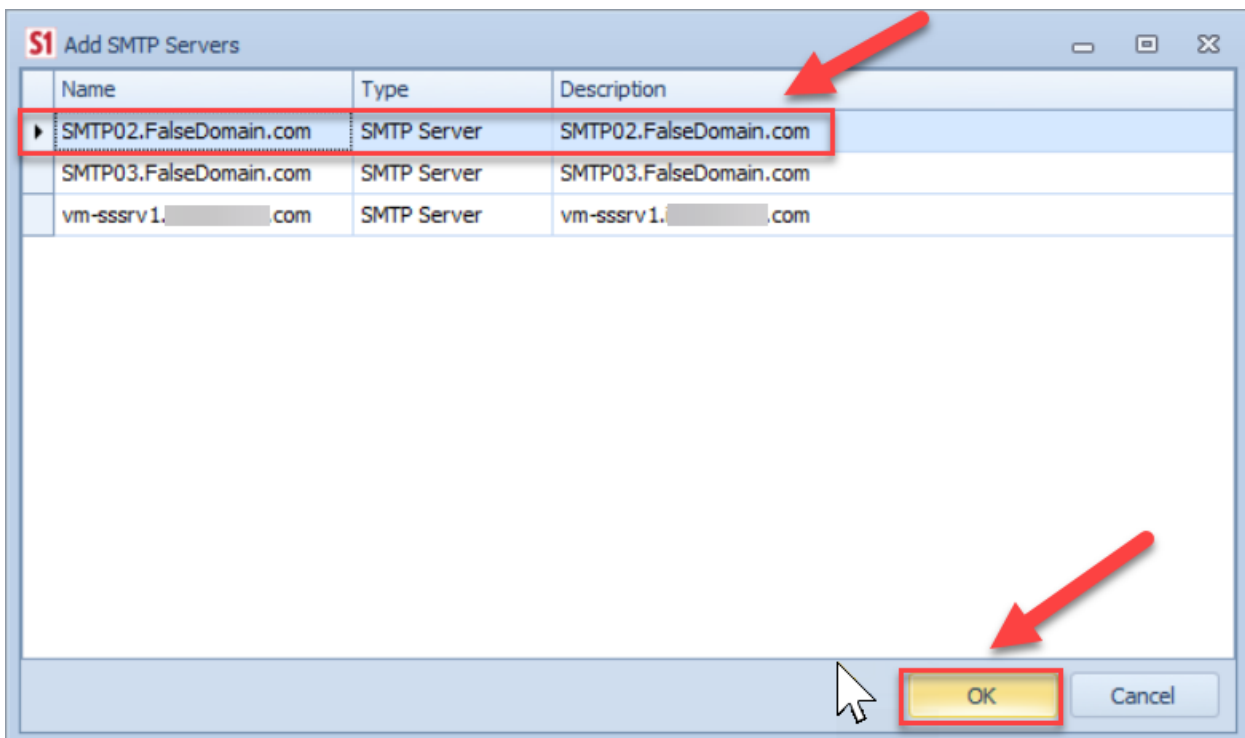 S1 Add SMTP Servers
Name Type Description
SMTP02.FalseDomain.com SMTP Server SMTP02.FalseDomain.com
SMTP03.FalseDomain.com SMTP Server SMTP03.FalseDomain.com
vm-sssrv1. .com SMTP Server vm-sssrv1. .com
OK Cancel